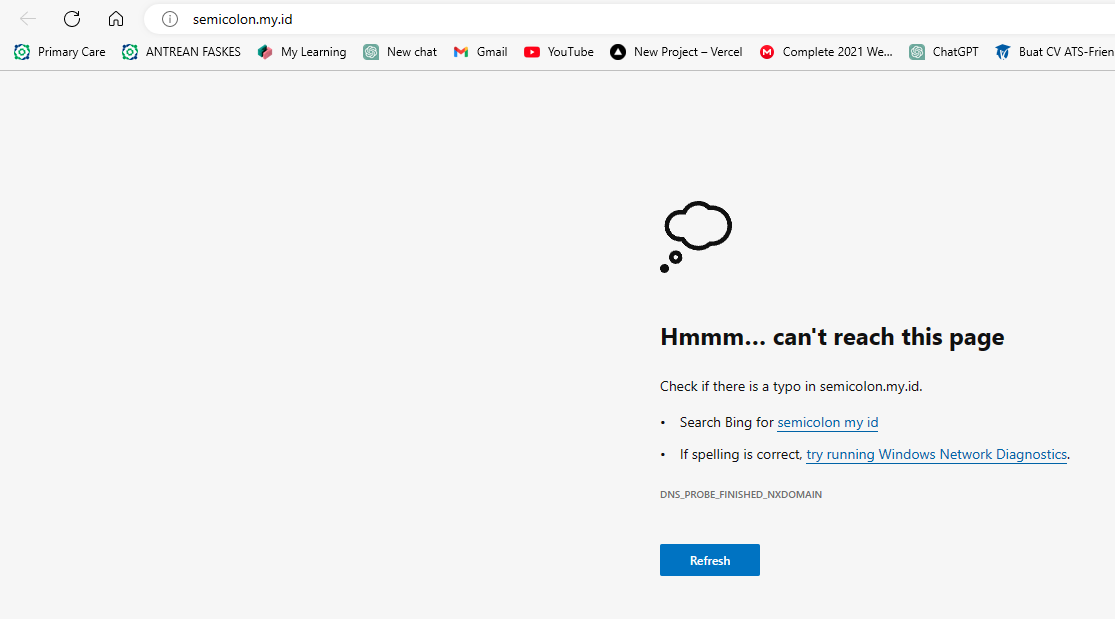 semicolon.my.id
Primary Care ANTREAN FASKES My Learning New chat Gmail YouTube New Project – Vercel Complete 2021 We... ChatGPT Buat CV ATS-Frien
Hmmm... can't reach this page
Check if there is a typo in semicolon.my.id.
• Search Bing for semicolon my id
• If spelling is correct, try running Windows Network Diagnostics.
DNS_PROBE_FINISHED_NXDOMAIN
Refresh